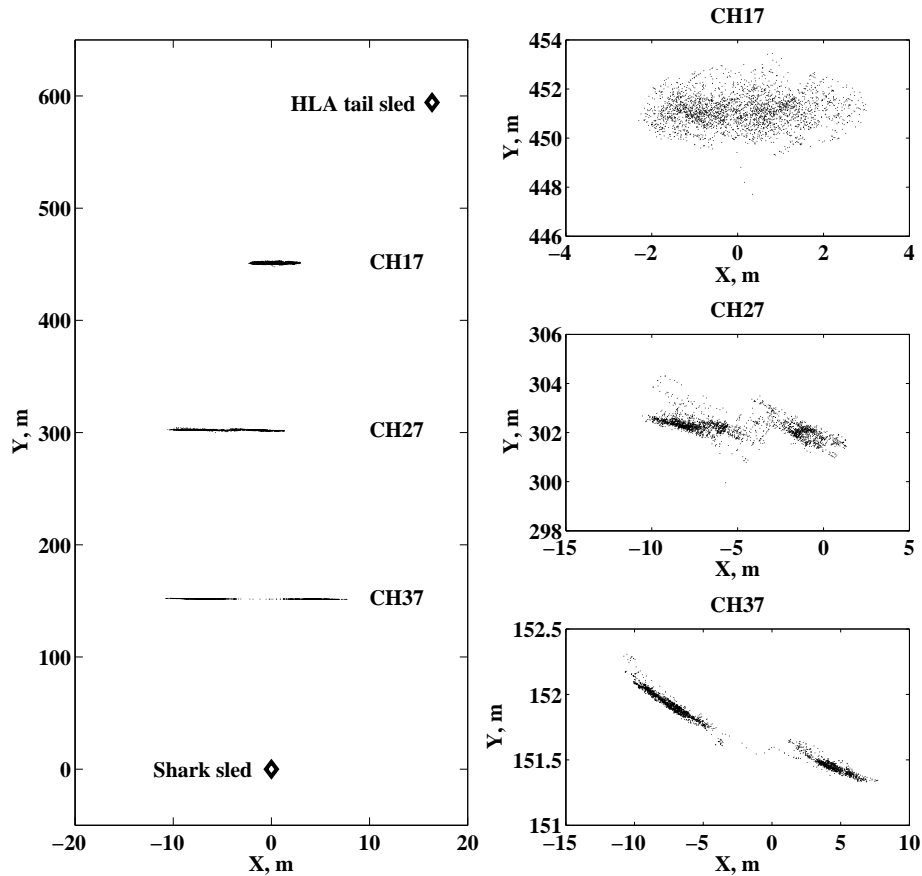 600
500
400
300
200
100
0
Y, m
−20
−10
0
10
20
X, m
HLA tail sled
CH17
CH27
CH37
Shark sled
CH17
454
452
450
448
446
Y, m
−4
−2
0
2
4
X, m
CH27
306
304
302
300
298
Y, m
−15
−10
−5
0
5
X, m
CH37
152.5
152
151.5
151
Y, m
−15
−10
−5
0
5
10
X, m